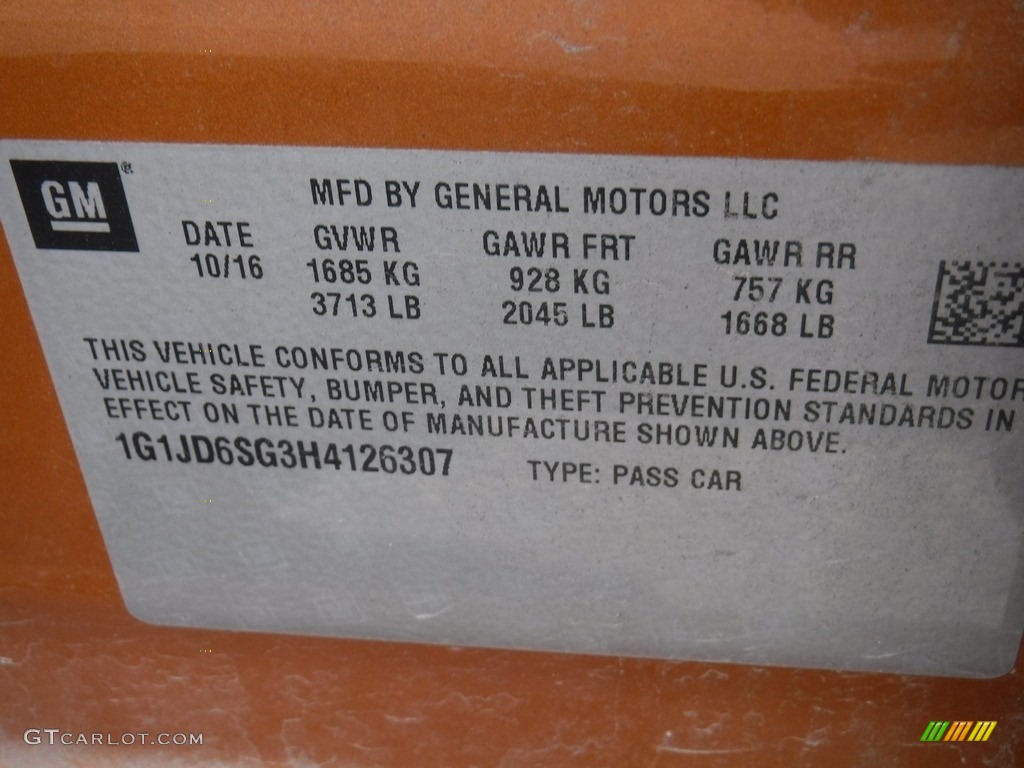 GM ®
MFD BY GENERAL MOTORS LLC
DATE GVWR GAWR FRT GAWR RR
10/16 1685 KG 928 KG 757 KG
3713 LB 2045 LB 1668 LB
THIS VEHICLE CONFORMS TO ALL APPLICABLE U.S. FEDERAL MOTOR
VEHICLE SAFETY, BUMPER, AND THEFT PREVENTION STANDARDS IN
EFFECT ON THE DATE OF MANUFACTURE SHOWN ABOVE.
1G1JD6SG3H4126307 TYPE: PASS CAR
GTCARLOT.COM